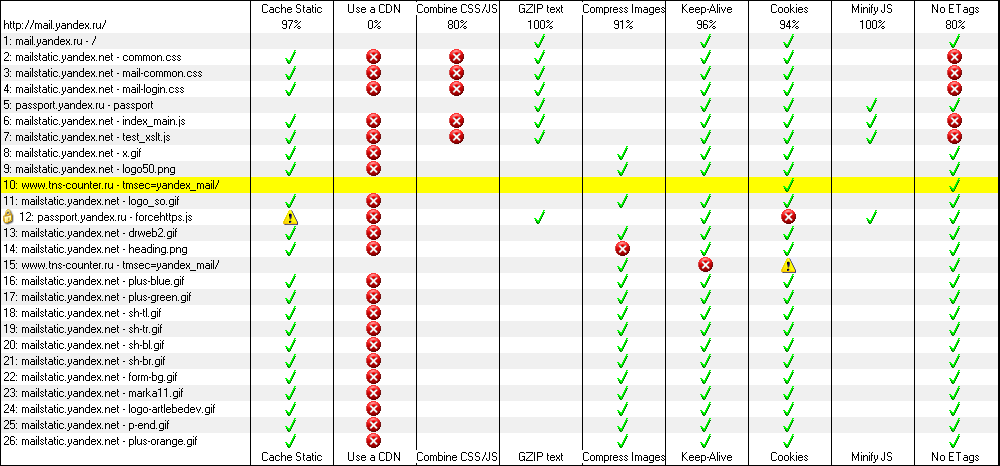 Cache Static Use a CDN Combine CSS/JS GZIP text Compress Images Keep-Alive Cookies Minify JS No ETags
http://mail.yandex.ru/ 97% 0% 80% 100% 91% 96% 94% 100% 80%
1: mail.yandex.ru - /
2: mailstatic.yandex.net - common.css
3: mailstatic.yandex.net - mail-common.css
4: mailstatic.yandex.net - mail-login.css
5: passport.yandex.ru - passport
6: mailstatic.yandex.net - index_main.js
7: mailstatic.yandex.net - test_xslt.js
8: mailstatic.yandex.net - x.gif
9: mailstatic.yandex.net - logo50.png
10: www.tns-counter.ru - tmsec=yandex_mail/
11: mailstatic.yandex.net - logo_so.gif
12: passport.yandex.ru - forcehttps.js
13: mailstatic.yandex.net - drweb2.gif
14: mailstatic.yandex.net - heading.png
15: www.tns-counter.ru - tmsec=yandex_mail/
16: mailstatic.yandex.net - plus-blue.gif
17: mailstatic.yandex.net - plus-green.gif
18: mailstatic.yandex.net - sh-tl.gif
19: mailstatic.yandex.net - sh-tr.gif
20: mailstatic.yandex.net - sh-bl.gif
21: mailstatic.yandex.net - sh-br.gif
22: mailstatic.yandex.net - form-bg.gif
23: mailstatic.yandex.net - marka11.gif
24: mailstatic.yandex.net - logo-artlebedev.gif
25: mailstatic.yandex.net - p-end.gif
26: mailstatic.yandex.net - plus-orange.gif
Cache Static Use a CDN Combine CSS/JS GZIP text Compress Images Keep-Alive Cookies Minify JS No ETags